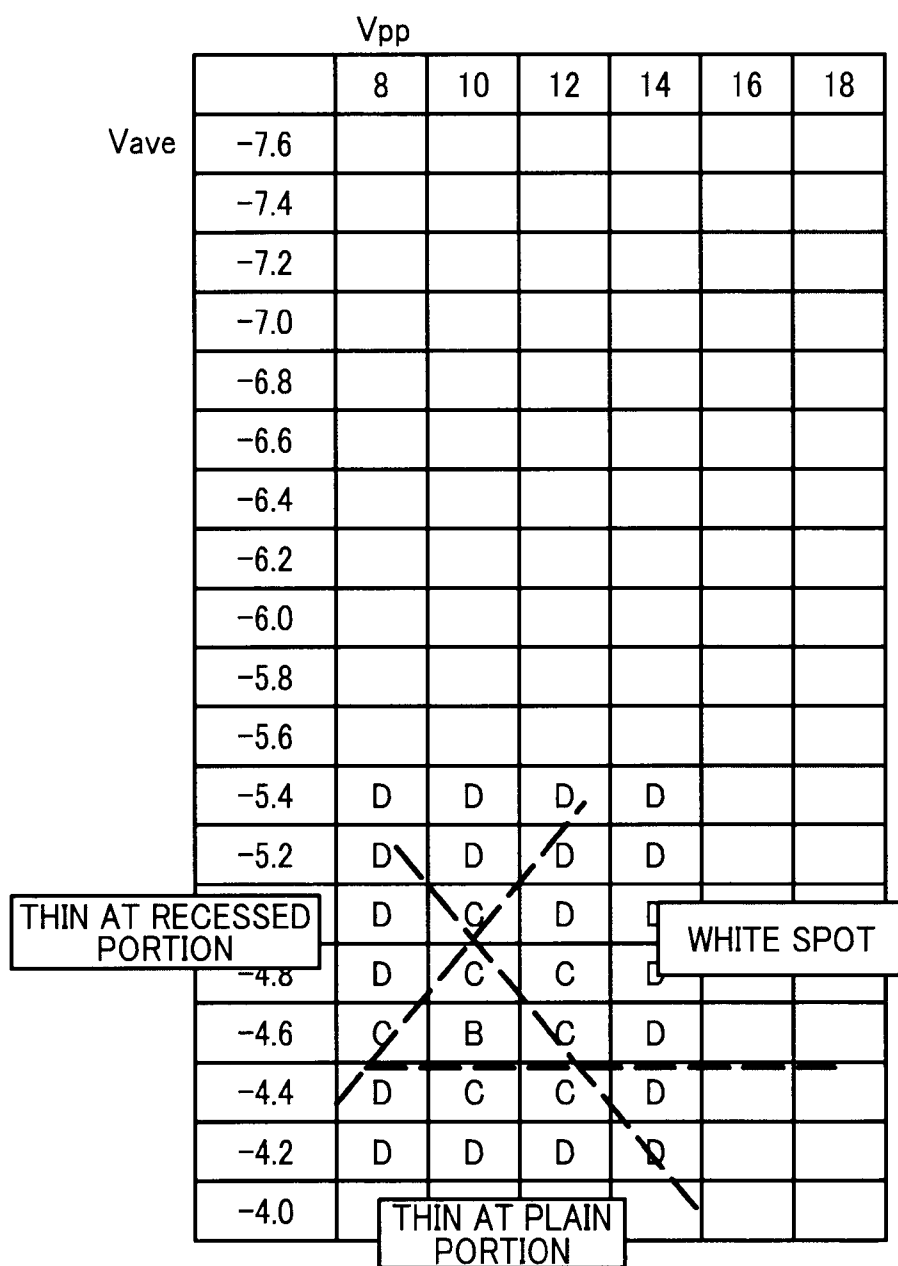 Vpp
8 10 12 14 16 18
Vave −7.6
−7.4
−7.2
−7.0
−6.8
−6.6
−6.4
−6.2
−6.0
−5.8
−5.6
−5.4 D D D D
−5.2 D D D D
THIN AT RECESSED
PORTION
D C D D
WHITE SPOT
−4.8 D C C D
−4.6 C B C D
−4.4 D C C D
−4.2 D D D D
−4.0
THIN AT PLAIN
PORTION